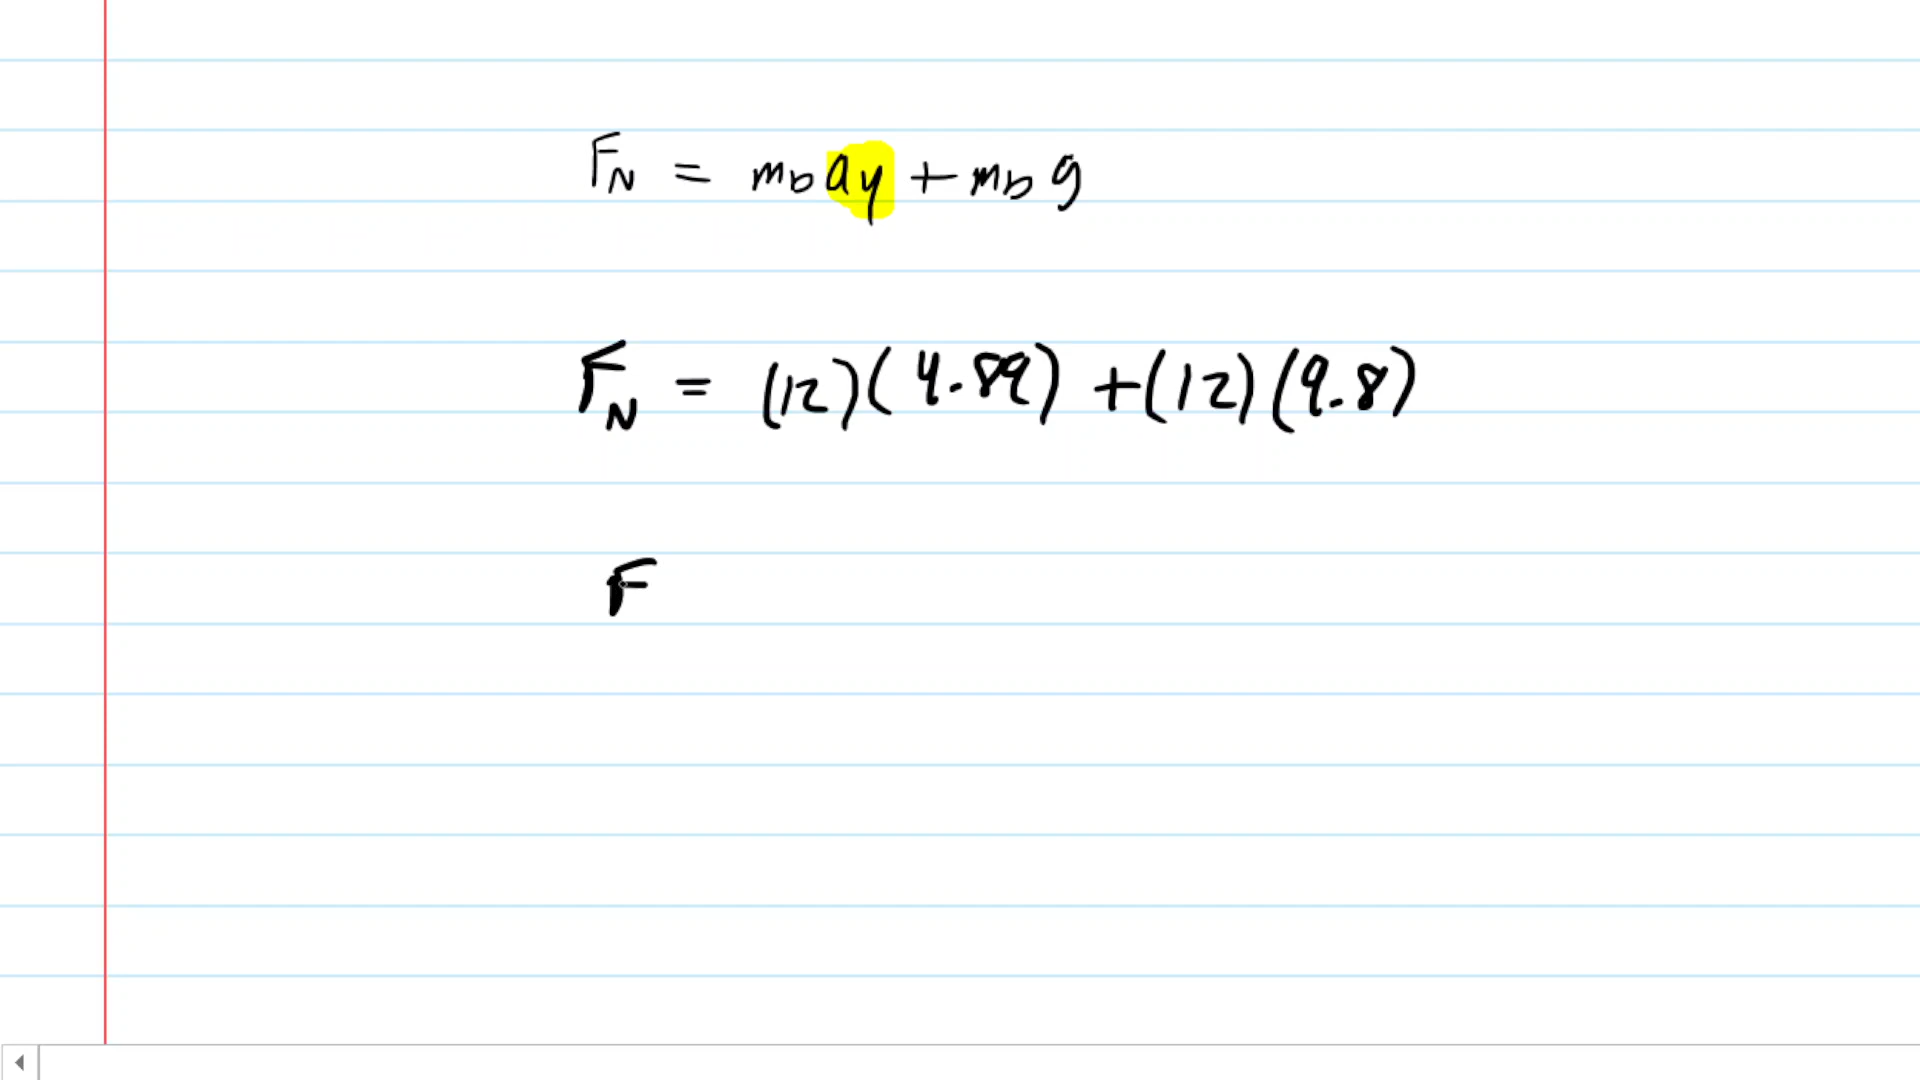 F_N = m_b a_y + m_b g
F_N = (12)(4.89) + (12)(9.8)
F